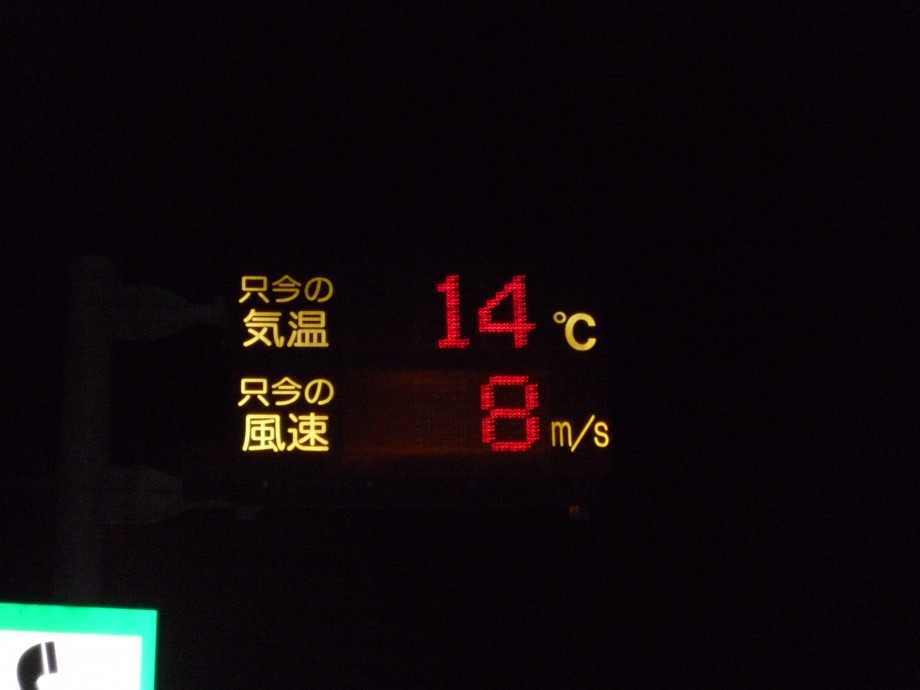 只今の
気温 14 ℃
只今の
風速 8 m/s